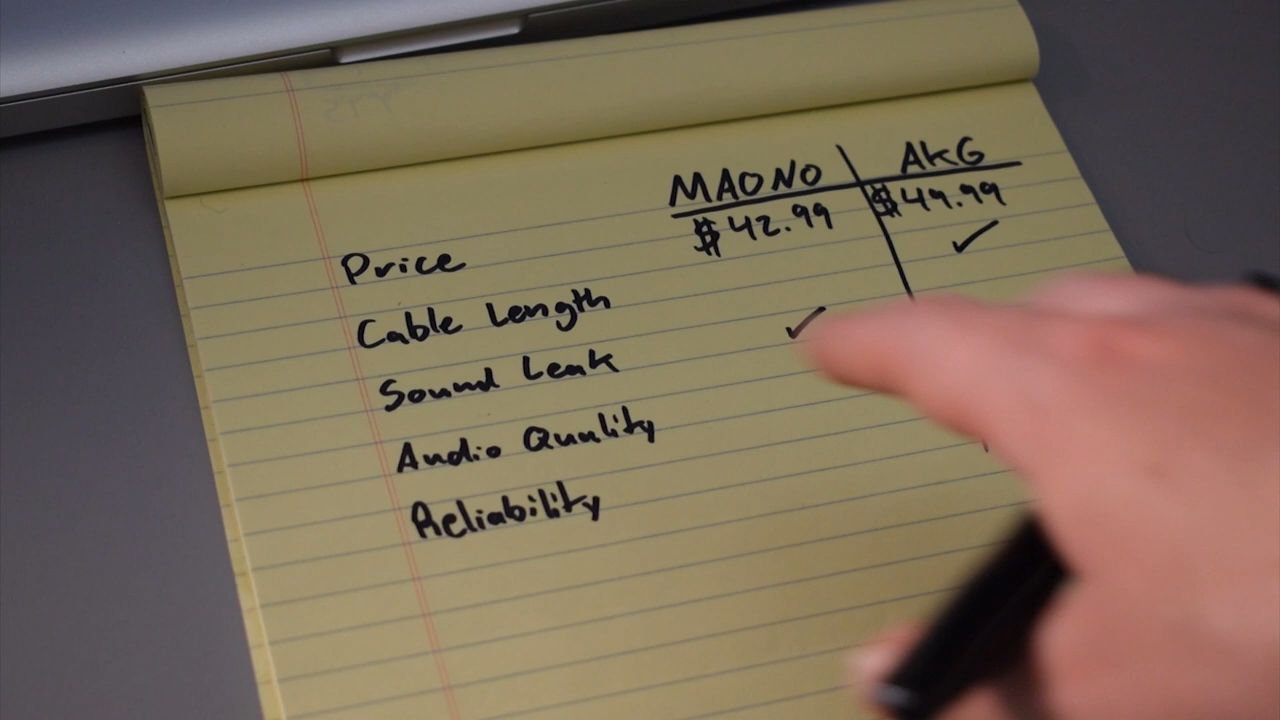 MAONO AKG
Price $42.99 $49.99
Cable Length ✓
Sound Leak ✓
Audio Quality
Reliability